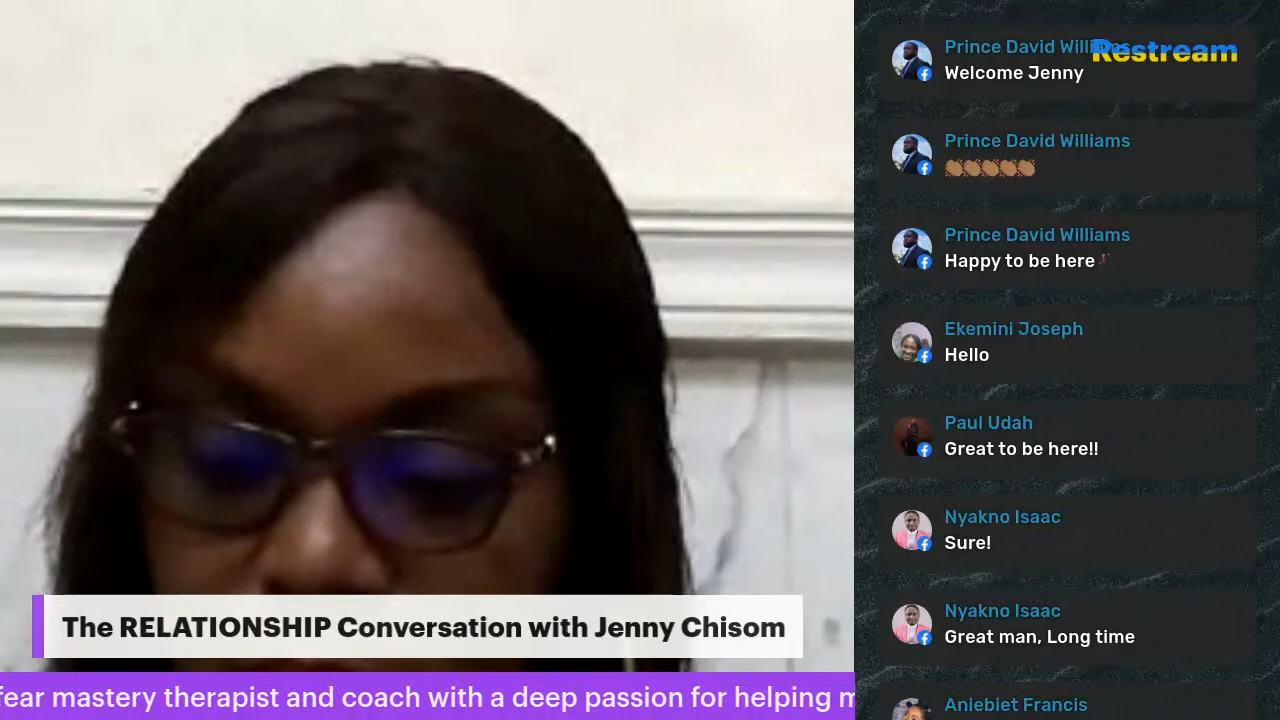 The RELATIONSHIP Conversation with Jenny Chisom
fear mastery therapist and coach with a deep passion for helping
Restream
Prince David Williams
Welcome Jenny
Prince David Williams
Prince David Williams
Happy to be here
Ekemini Joseph
Hello
Paul Udah
Great to be here!!
Nyakno Isaac
Sure!
Nyakno Isaac
Great man, Long time
Aniebiet Francis